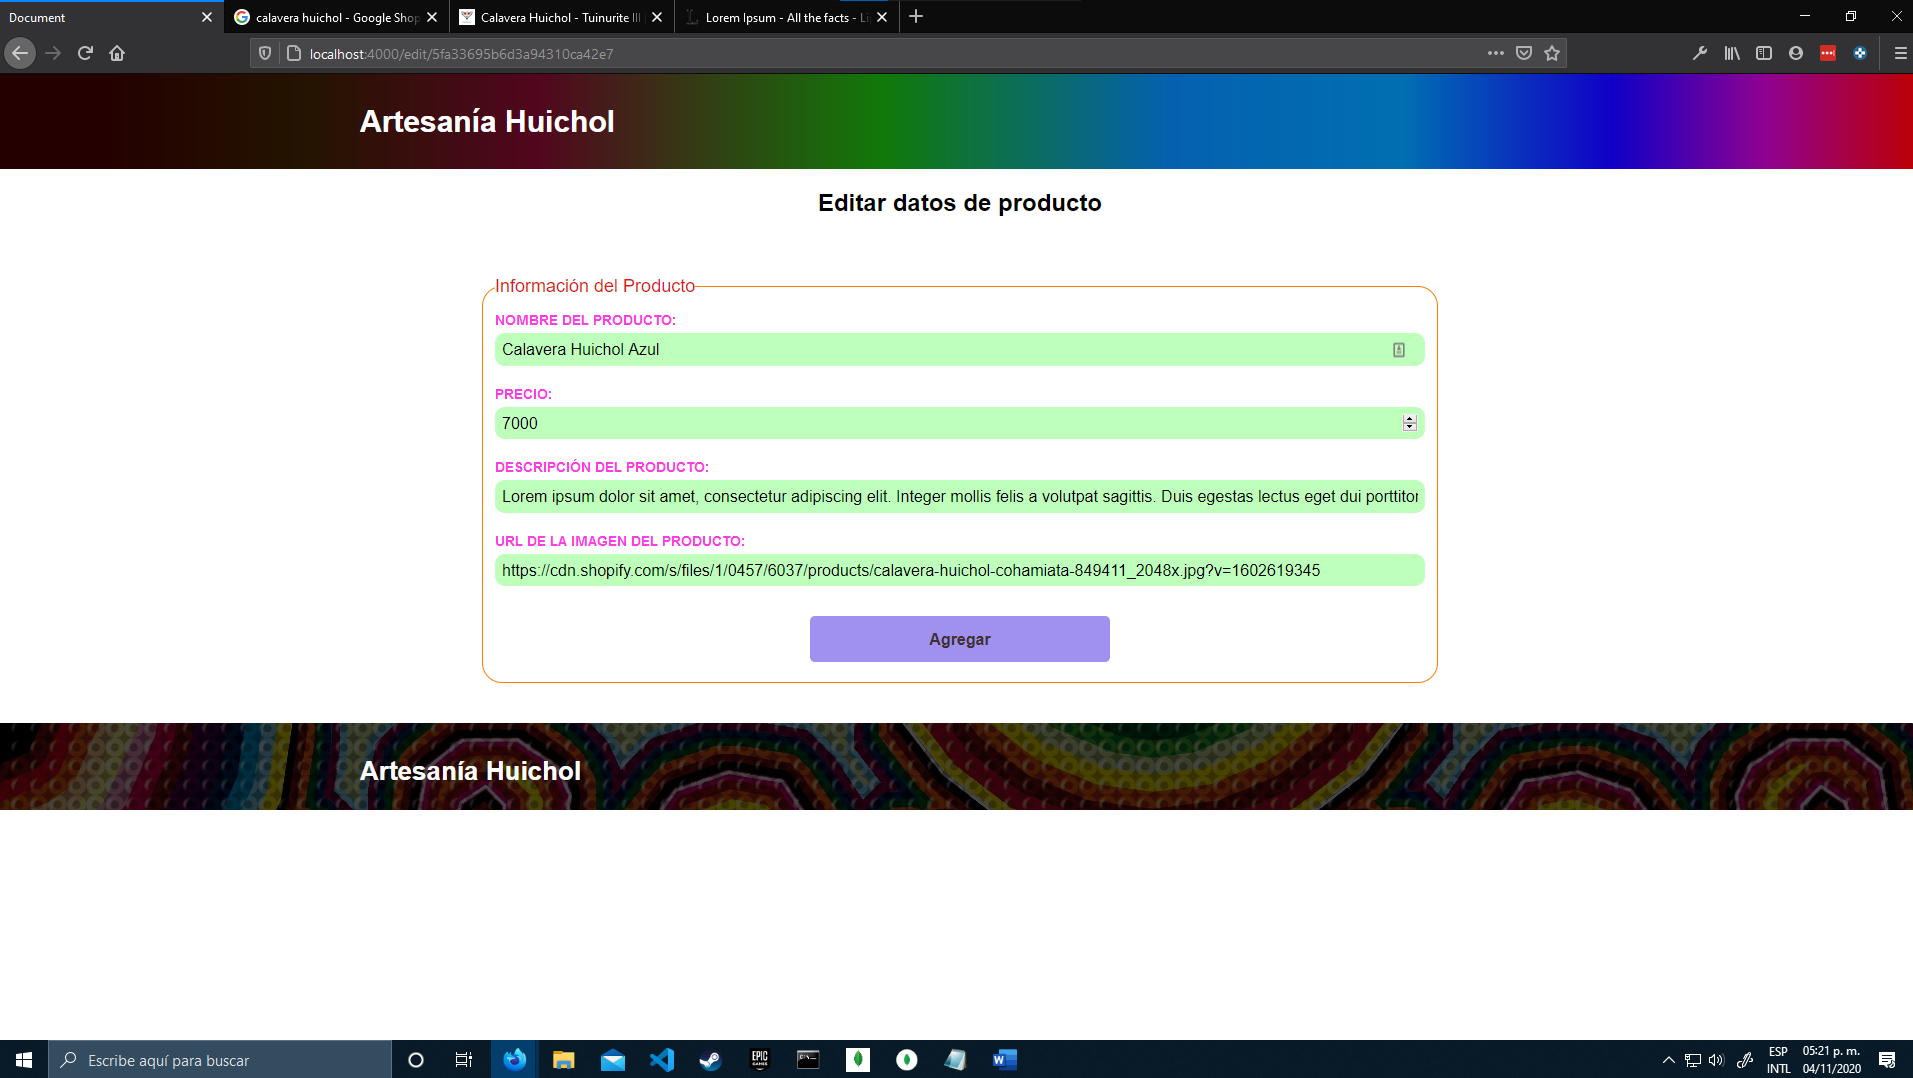 Document
calavera huichol - Google Shop
Calavera Huichol - Tuinurite III
Lorem Ipsum - All the facts - Li
localhost:4000/edit/5fa33695b6d3a94310ca42e7
Artesanía Huichol
Editar datos de producto
Información del Producto
NOMBRE DEL PRODUCTO:
Calavera Huichol Azul
PRECIO:
7000
DESCRIPCIÓN DEL PRODUCTO:
Lorem ipsum dolor sit amet, consectetur adipiscing elit. Integer mollis felis a volutpat sagittis. Duis egestas lectus eget dui porttitor
URL DE LA IMAGEN DEL PRODUCTO:
https://cdn.shopify.com/s/files/1/0457/6037/products/calavera-huichol-cohamiata-849411_2048x.jpg?v=1602619345
Agregar
Artesanía Huichol
Escribe aquí para buscar
EPIC
GAMES
ESP
INTL
05:21 p. m.
04/11/2020